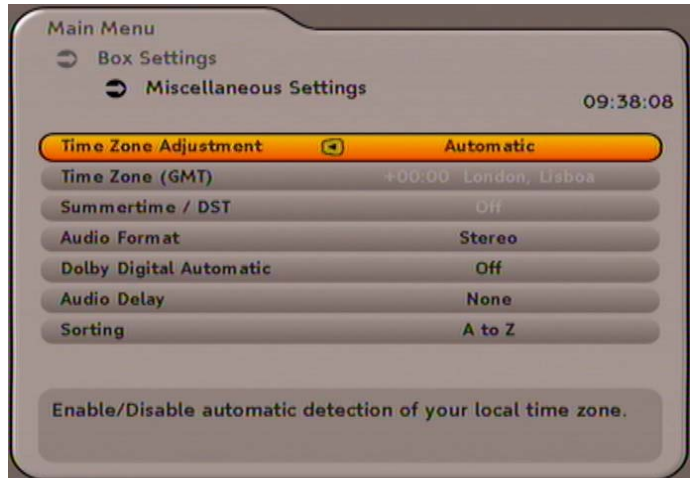 Main Menu
Box Settings
Miscellaneous Settings
09:38:08
Time Zone Adjustment Automatic
Time Zone (GMT) +00:00 London, Lisboa
Summertime / DST Off
Audio Format Stereo
Dolby Digital Automatic Off
Audio Delay None
Sorting A to Z
Enable/Disable automatic detection of your local time zone.